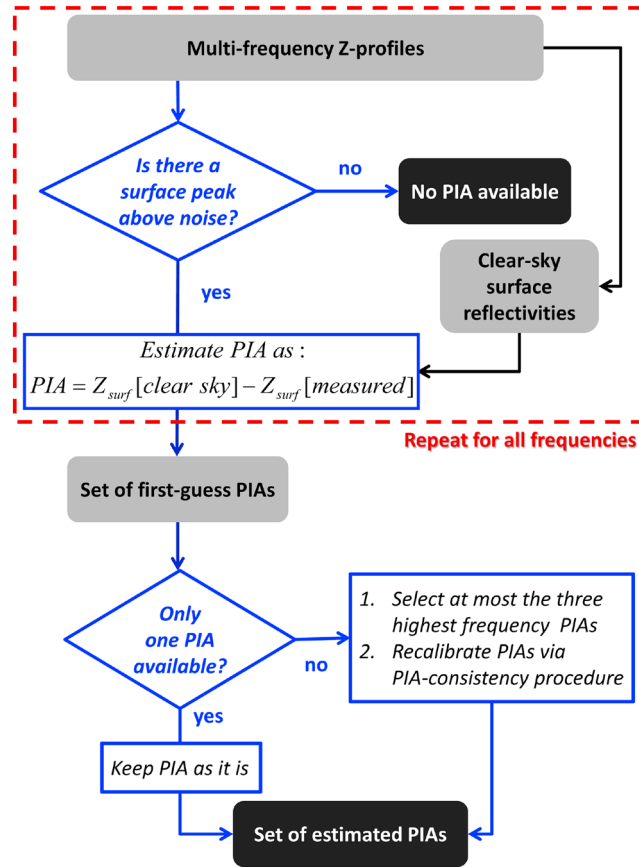 Multi-frequency Z-profiles
Is there a
surface peak
above noise?
no
No PIA available
yes
Clear-sky
surface
reflectivities
Estimate PIA as :
PIA = Z_surf [clear sky] − Z_surf [measured]
Repeat for all frequencies
Set of first-guess PIAs
Only
one PIA
available?
no
1. Select at most the three
highest frequency PIAs
2. Recalibrate PIAs via
PIA-consistency procedure
yes
Keep PIA as it is
Set of estimated PIAs